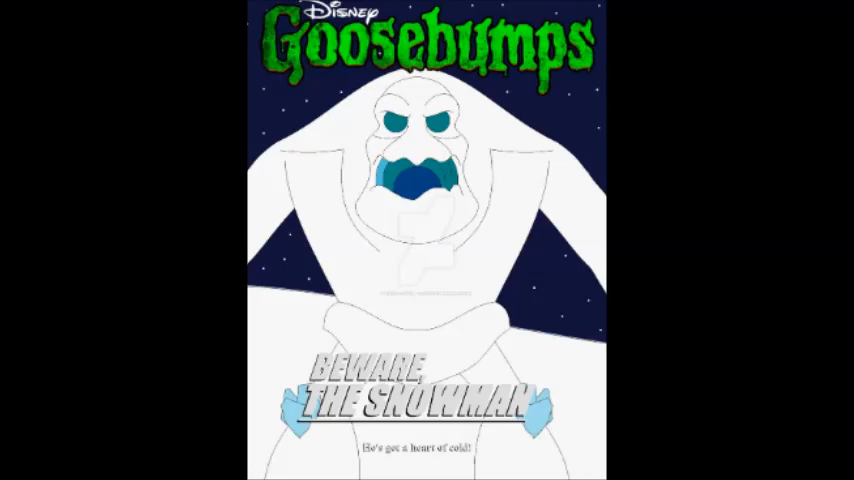 Disney
Goosebumps
BEWARE,
THE SNOWMAN
He's got a heart of cold!